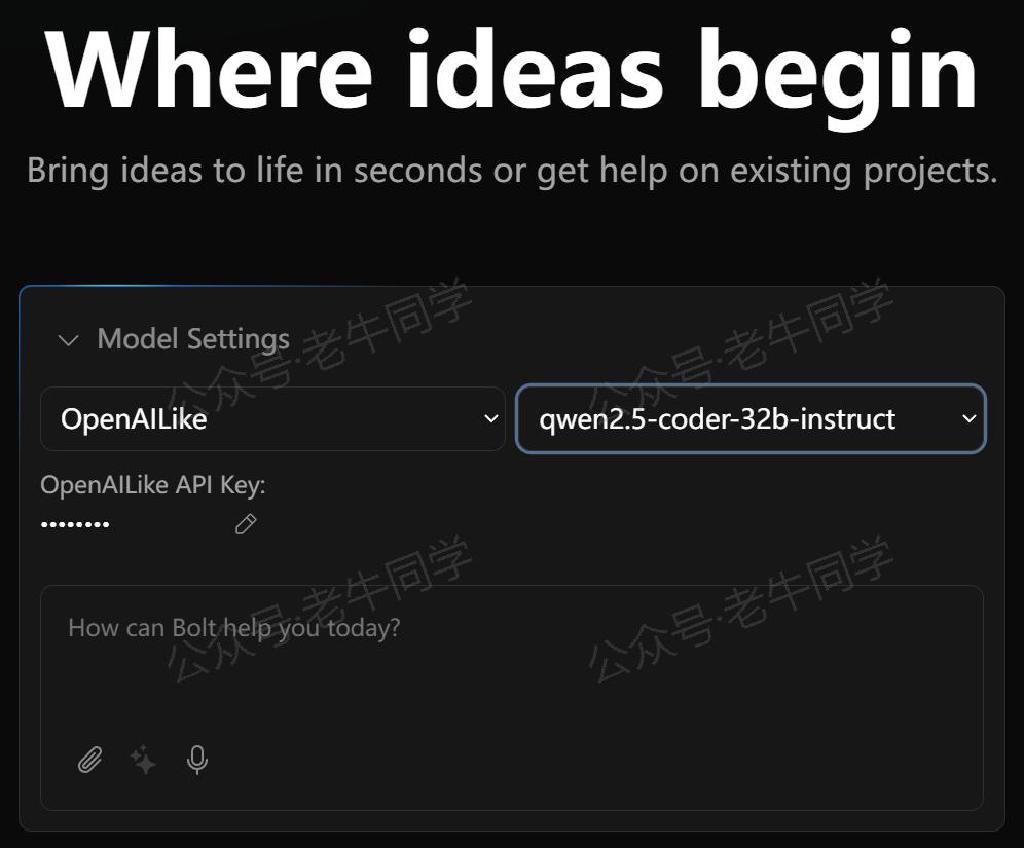 Where ideas begin
Bring ideas to life in seconds or get help on existing projects.
Model Settings
OpenAILike
qwen2.5-coder-32b-instruct
OpenAILike API Key:
••••••••
How can Bolt help you today?
公众号·老牛同学
公众号·老牛同学
公众号·老牛同学
公众号·老牛同学